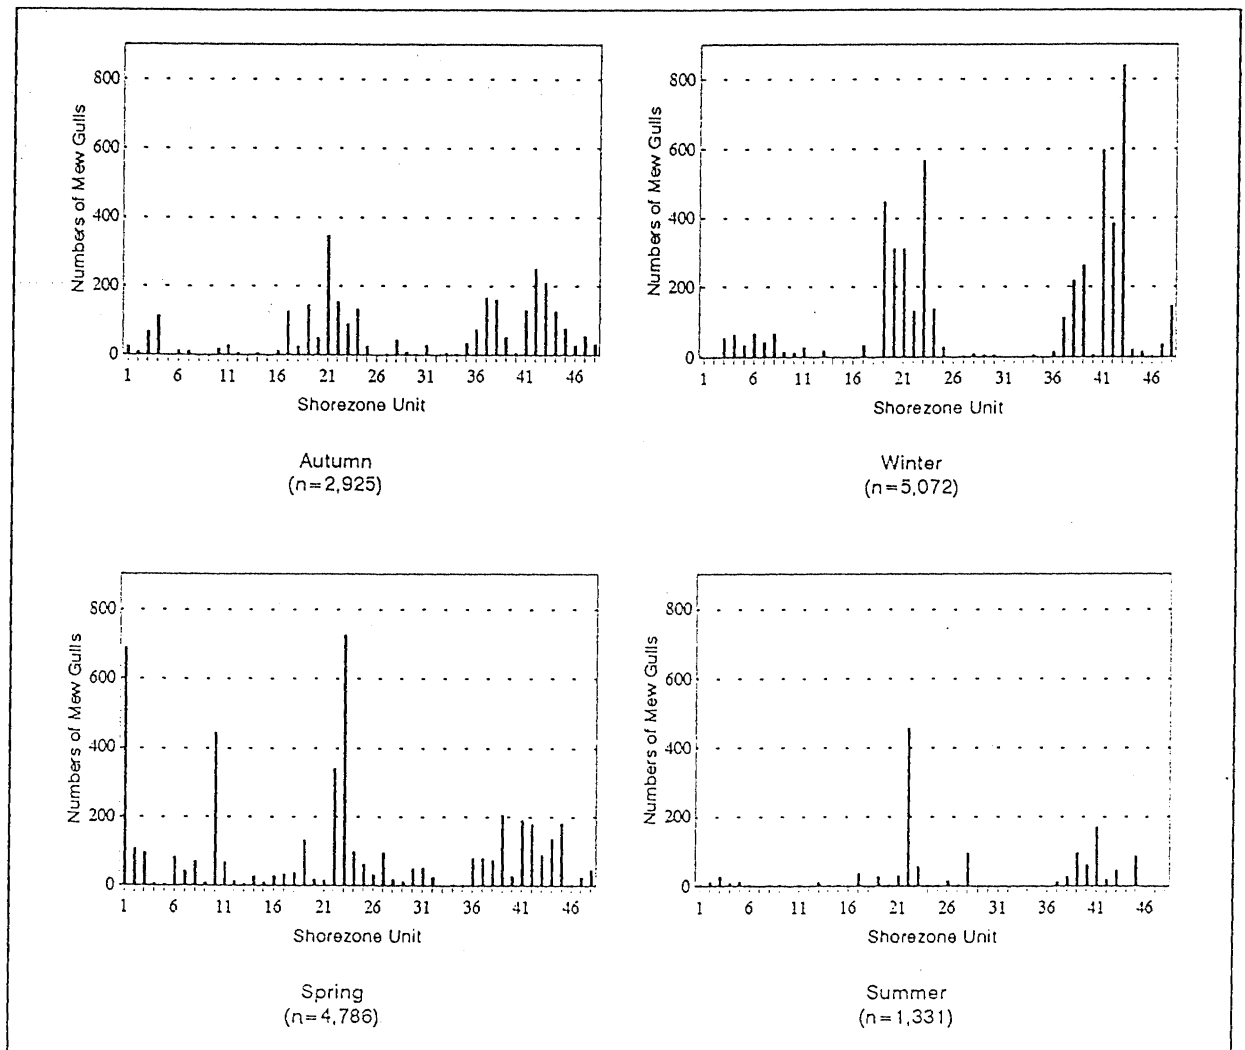 Numbers of Mew Gulls
800
600
400
200
0
1 6 11 16 21 26 31 36 41 46
Shorezone Unit
Autumn
(n=2,925)
Numbers of Mew Gulls
800
600
400
200
0
1 6 11 16 21 26 31 36 41 46
Shorezone Unit
Winter
(n=5,072)
Numbers of Mew Gulls
800
600
400
200
0
1 6 11 16 21 26 31 36 41 46
Shorezone Unit
Spring
(n=4,786)
Numbers of Mew Gulls
800
600
400
200
0
1 6 11 16 21 26 31 36 41 46
Shorezone Unit
Summer
(n=1,331)